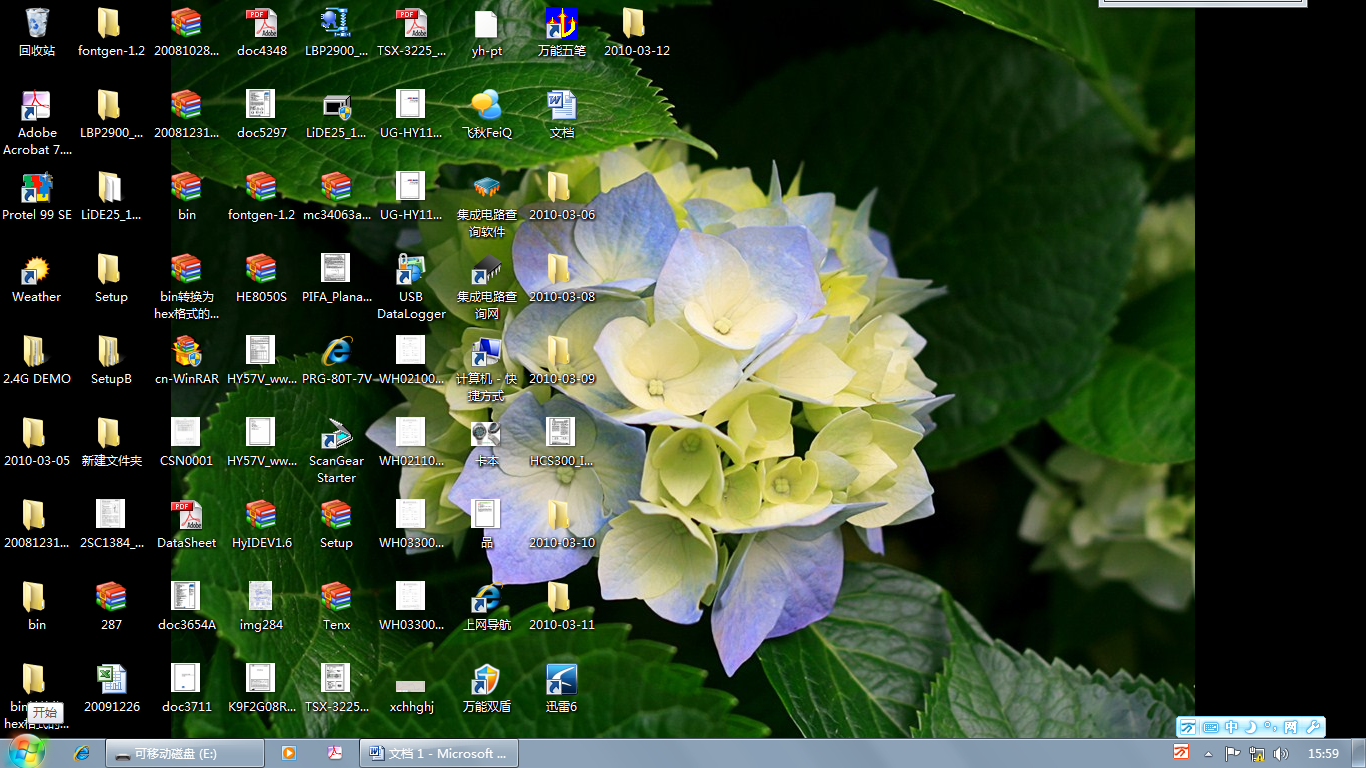 回收站
fontgen-1.2
20081028...
doc4348
LBP2900_...
TSX-3225_...
yh-pt
万能五笔
2010-03-12
Adobe
Acrobat 7....
LBP2900_...
20081231...
doc5297
LiDE25_1...
UG-HY11...
飞秋FeiQ
文档
Protel 99 SE
LiDE25_1...
bin
fontgen-1.2
mc34063a...
UG-HY11...
集成电路查
询软件
2010-03-06
Weather
Setup
bin转换为
hex格式的...
HE8050S
PIFA_Plana...
USB
DataLogger
集成电路查
询网
2010-03-08
2.4G DEMO
SetupB
cn-WinRAR
HY57V_ww...
PRG-80T-7V
WH02100...
计算机 - 快
捷方式
2010-03-09
2010-03-05
新建文件夹
CSN0001
HY57V_ww...
ScanGear
Starter
WH02110...
卡本
HCS300_I...
20081231...
2SC1384_...
DataSheet
HyIDEV1.6
Setup
WH03300...
品
2010-03-10
bin
287
doc3654A
img284
Tenx
WH03300...
上网导航
2010-03-11
hex格式的...
20091226
doc3711
K9F2G08R...
TSX-3225...
xchhghj
万能双盾
迅雷6
开始
中
网
可移动磁盘 (E:)
文档 1 - Microsoft ...
15:59